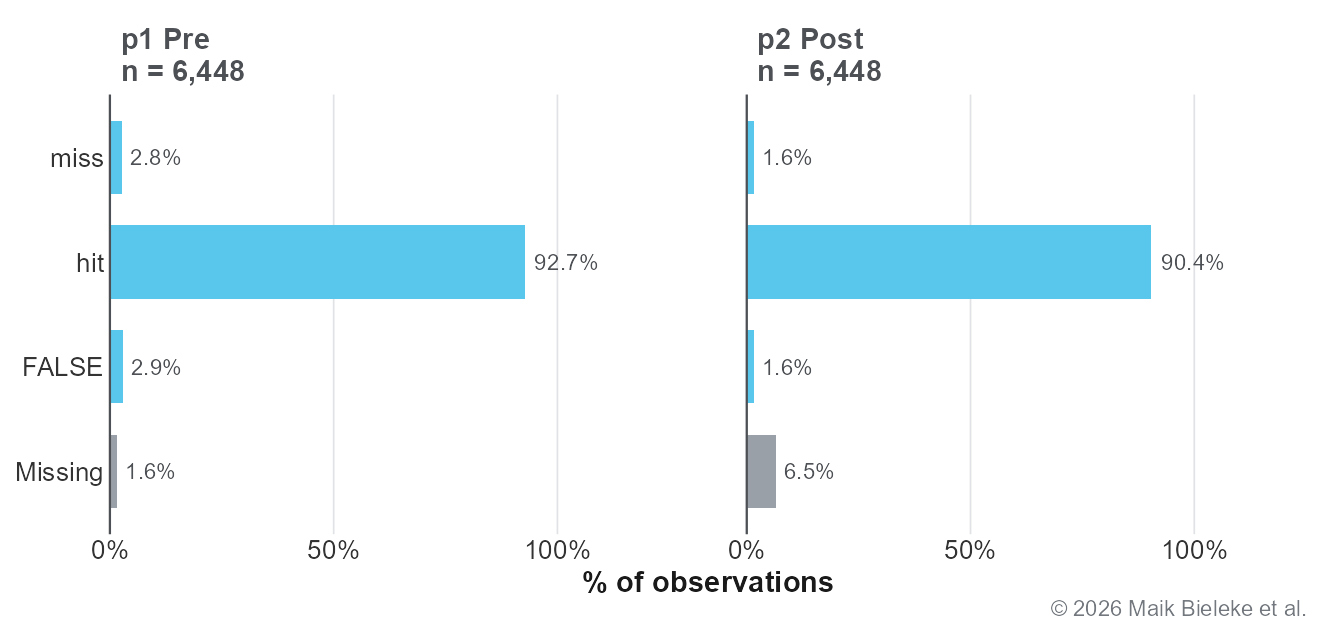 p1 Pre
n = 6,448
p2 Post
n = 6,448
miss
2.8%
1.6%
hit
92.7%
90.4%
FALSE
2.9%
1.6%
Missing
1.6%
6.5%
0%
50%
100%
0%
50%
100%
% of observations
© 2026 Maik Bieleke et al.